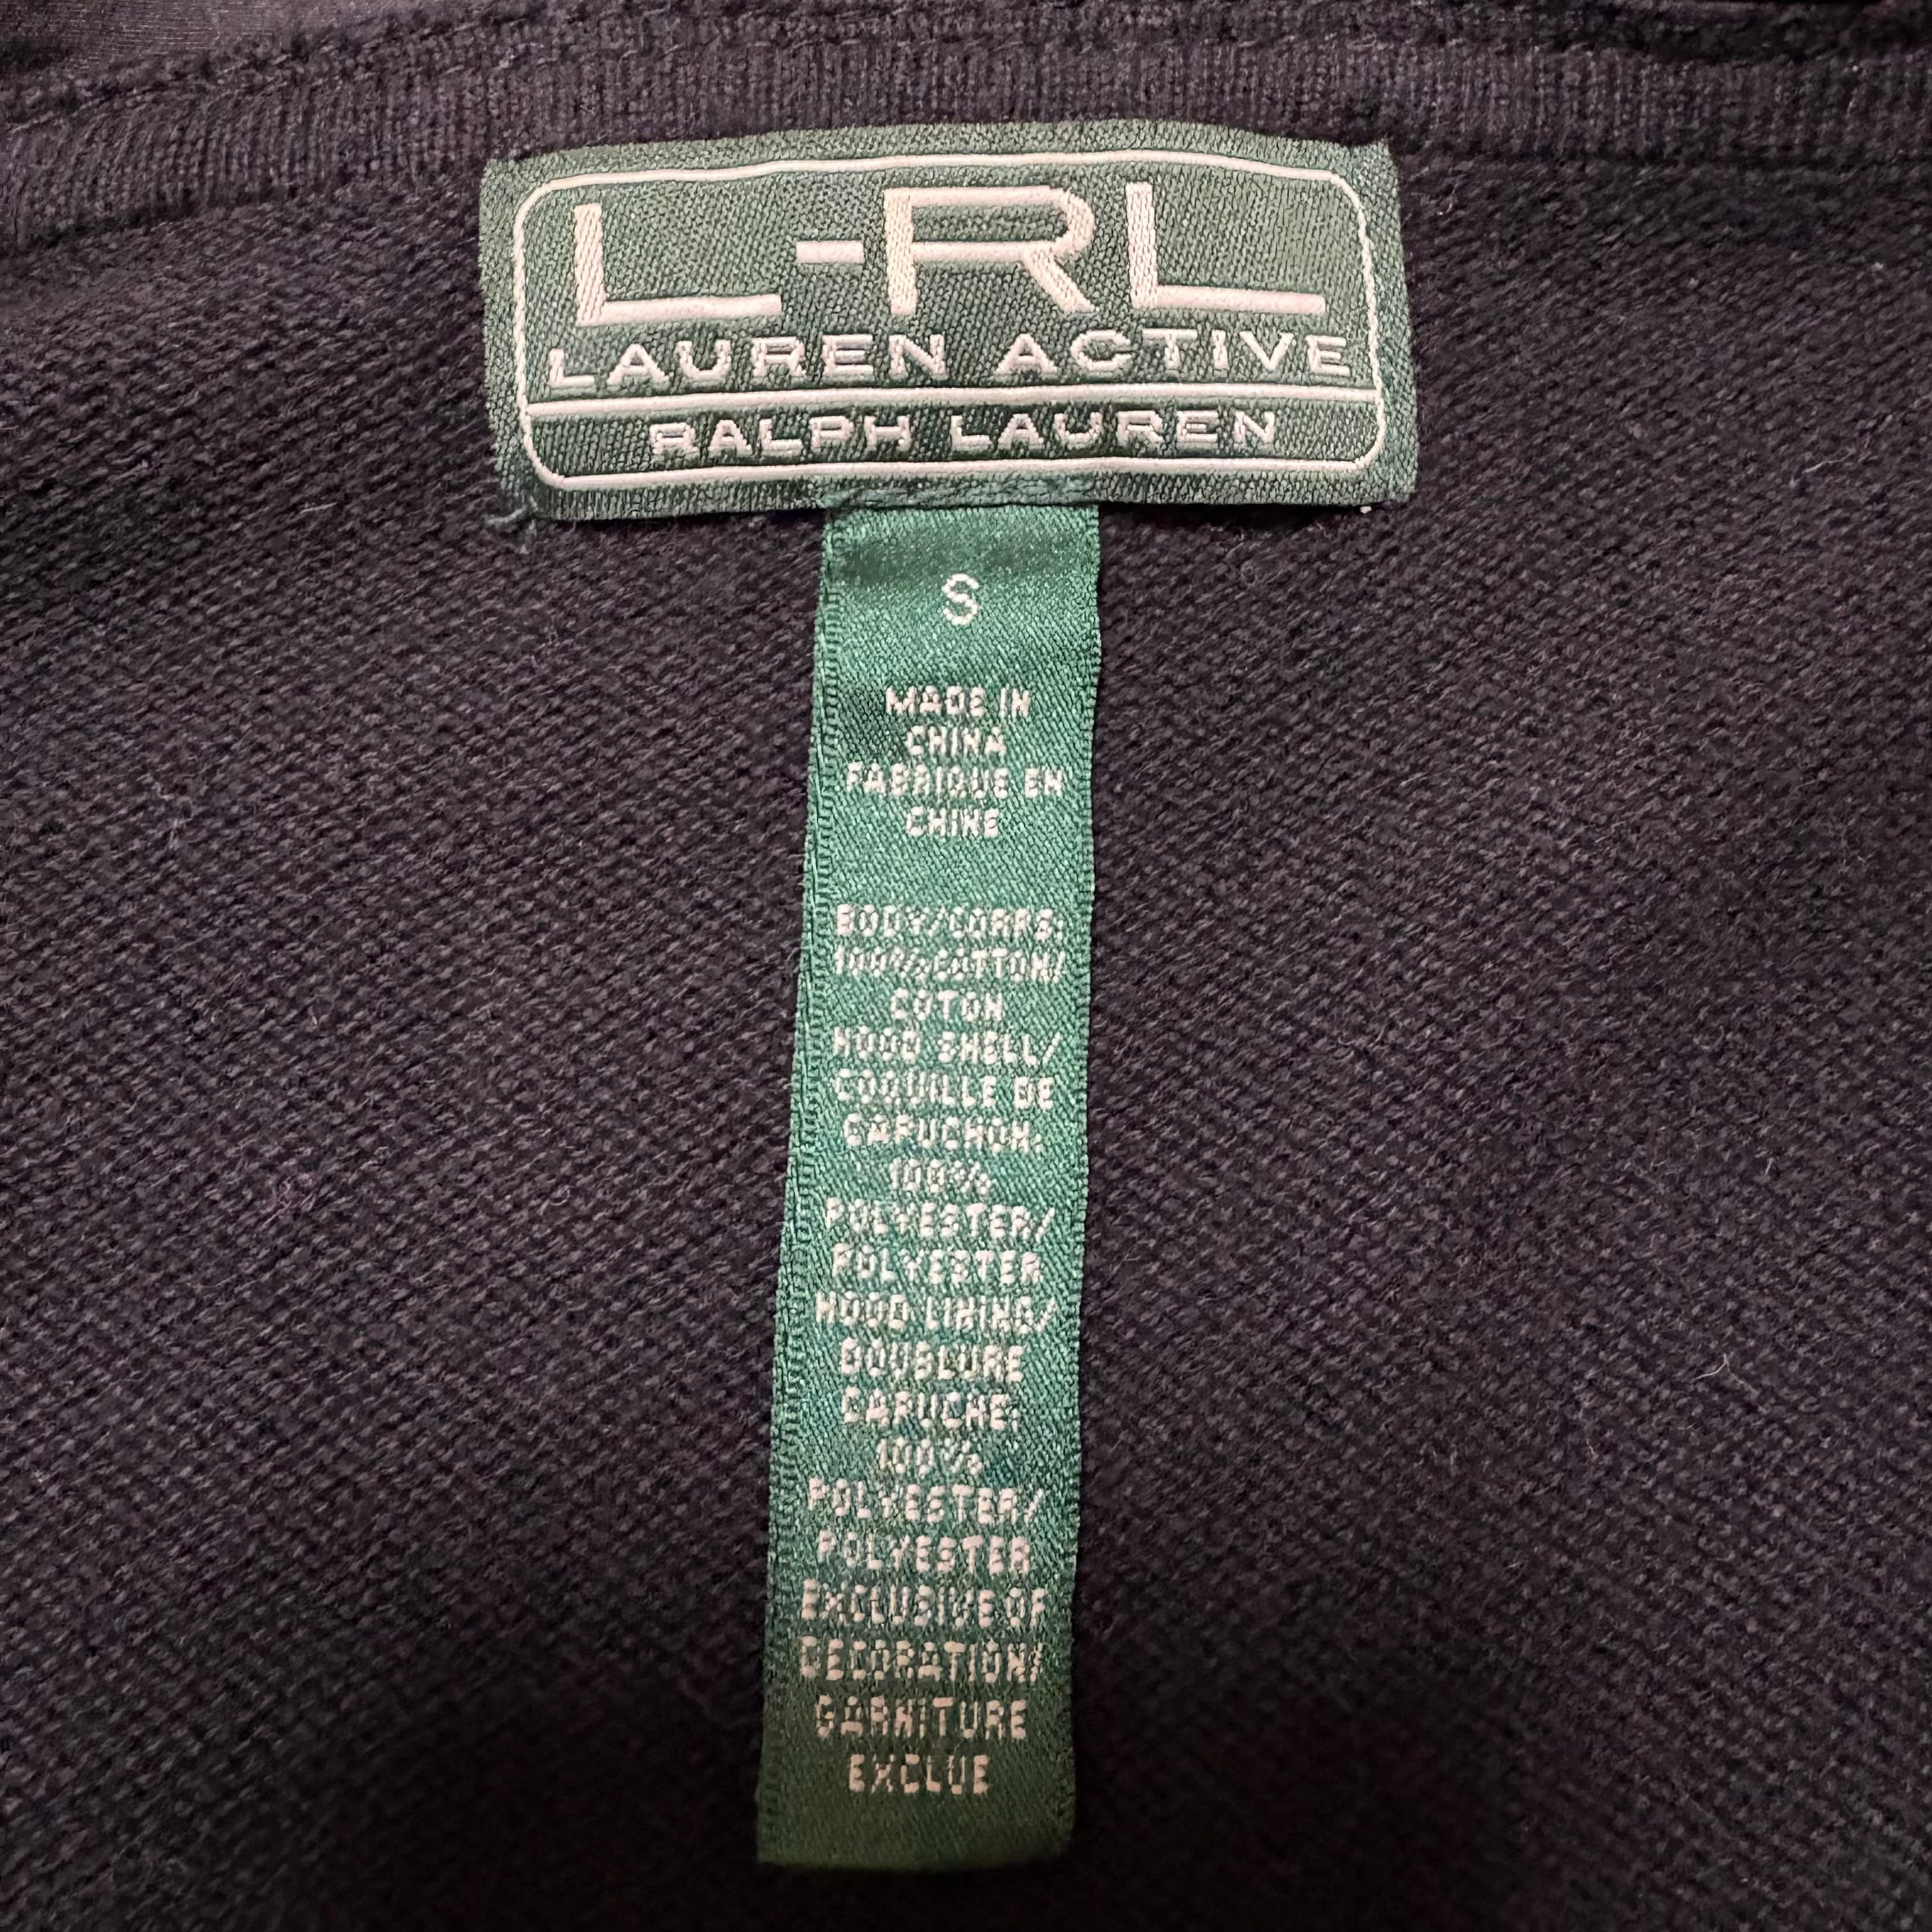 L-RL
LAUREN ACTIVE
RALPH LAUREN
S
MADE IN
CHINA
FABRIQUE EN
CHINE
BODY/CORPS:
100% COTTON/
COTON
HOOD SHELL/
COQUILLE DE
CAPUCHON:
100%
POLYESTER/
POLYESTER
HOOD LINING/
DOUBLURE
CAPUCHE:
100%
POLYESTER/
POLYESTER
EXCLUSIVE OF
DECORATION/
GARNITURE
EXCLUE